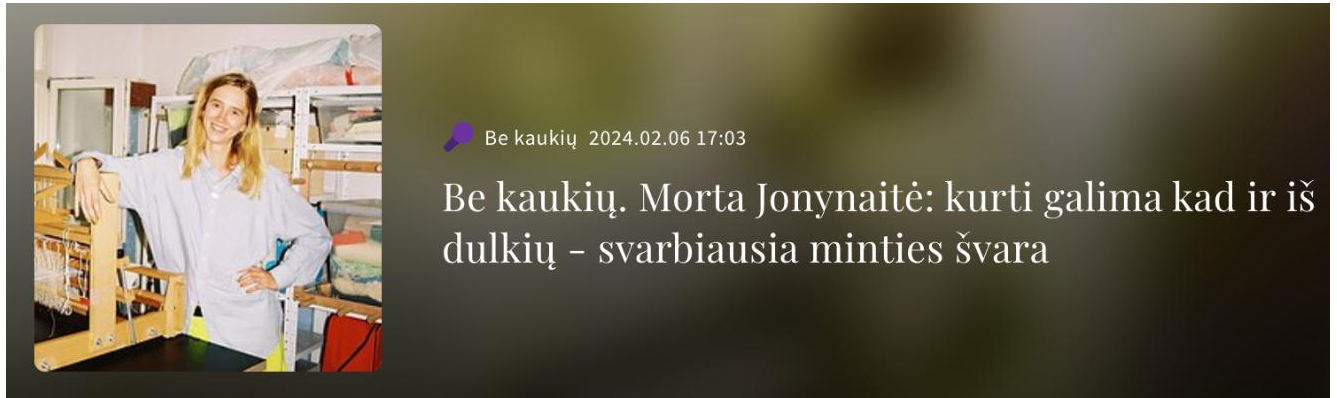 Be kaukių 2024.02.06 17:03
Be kaukių. Morta Jonynaitė: kurti galima kad ir iš
dulkių - svarbiausia minties švara